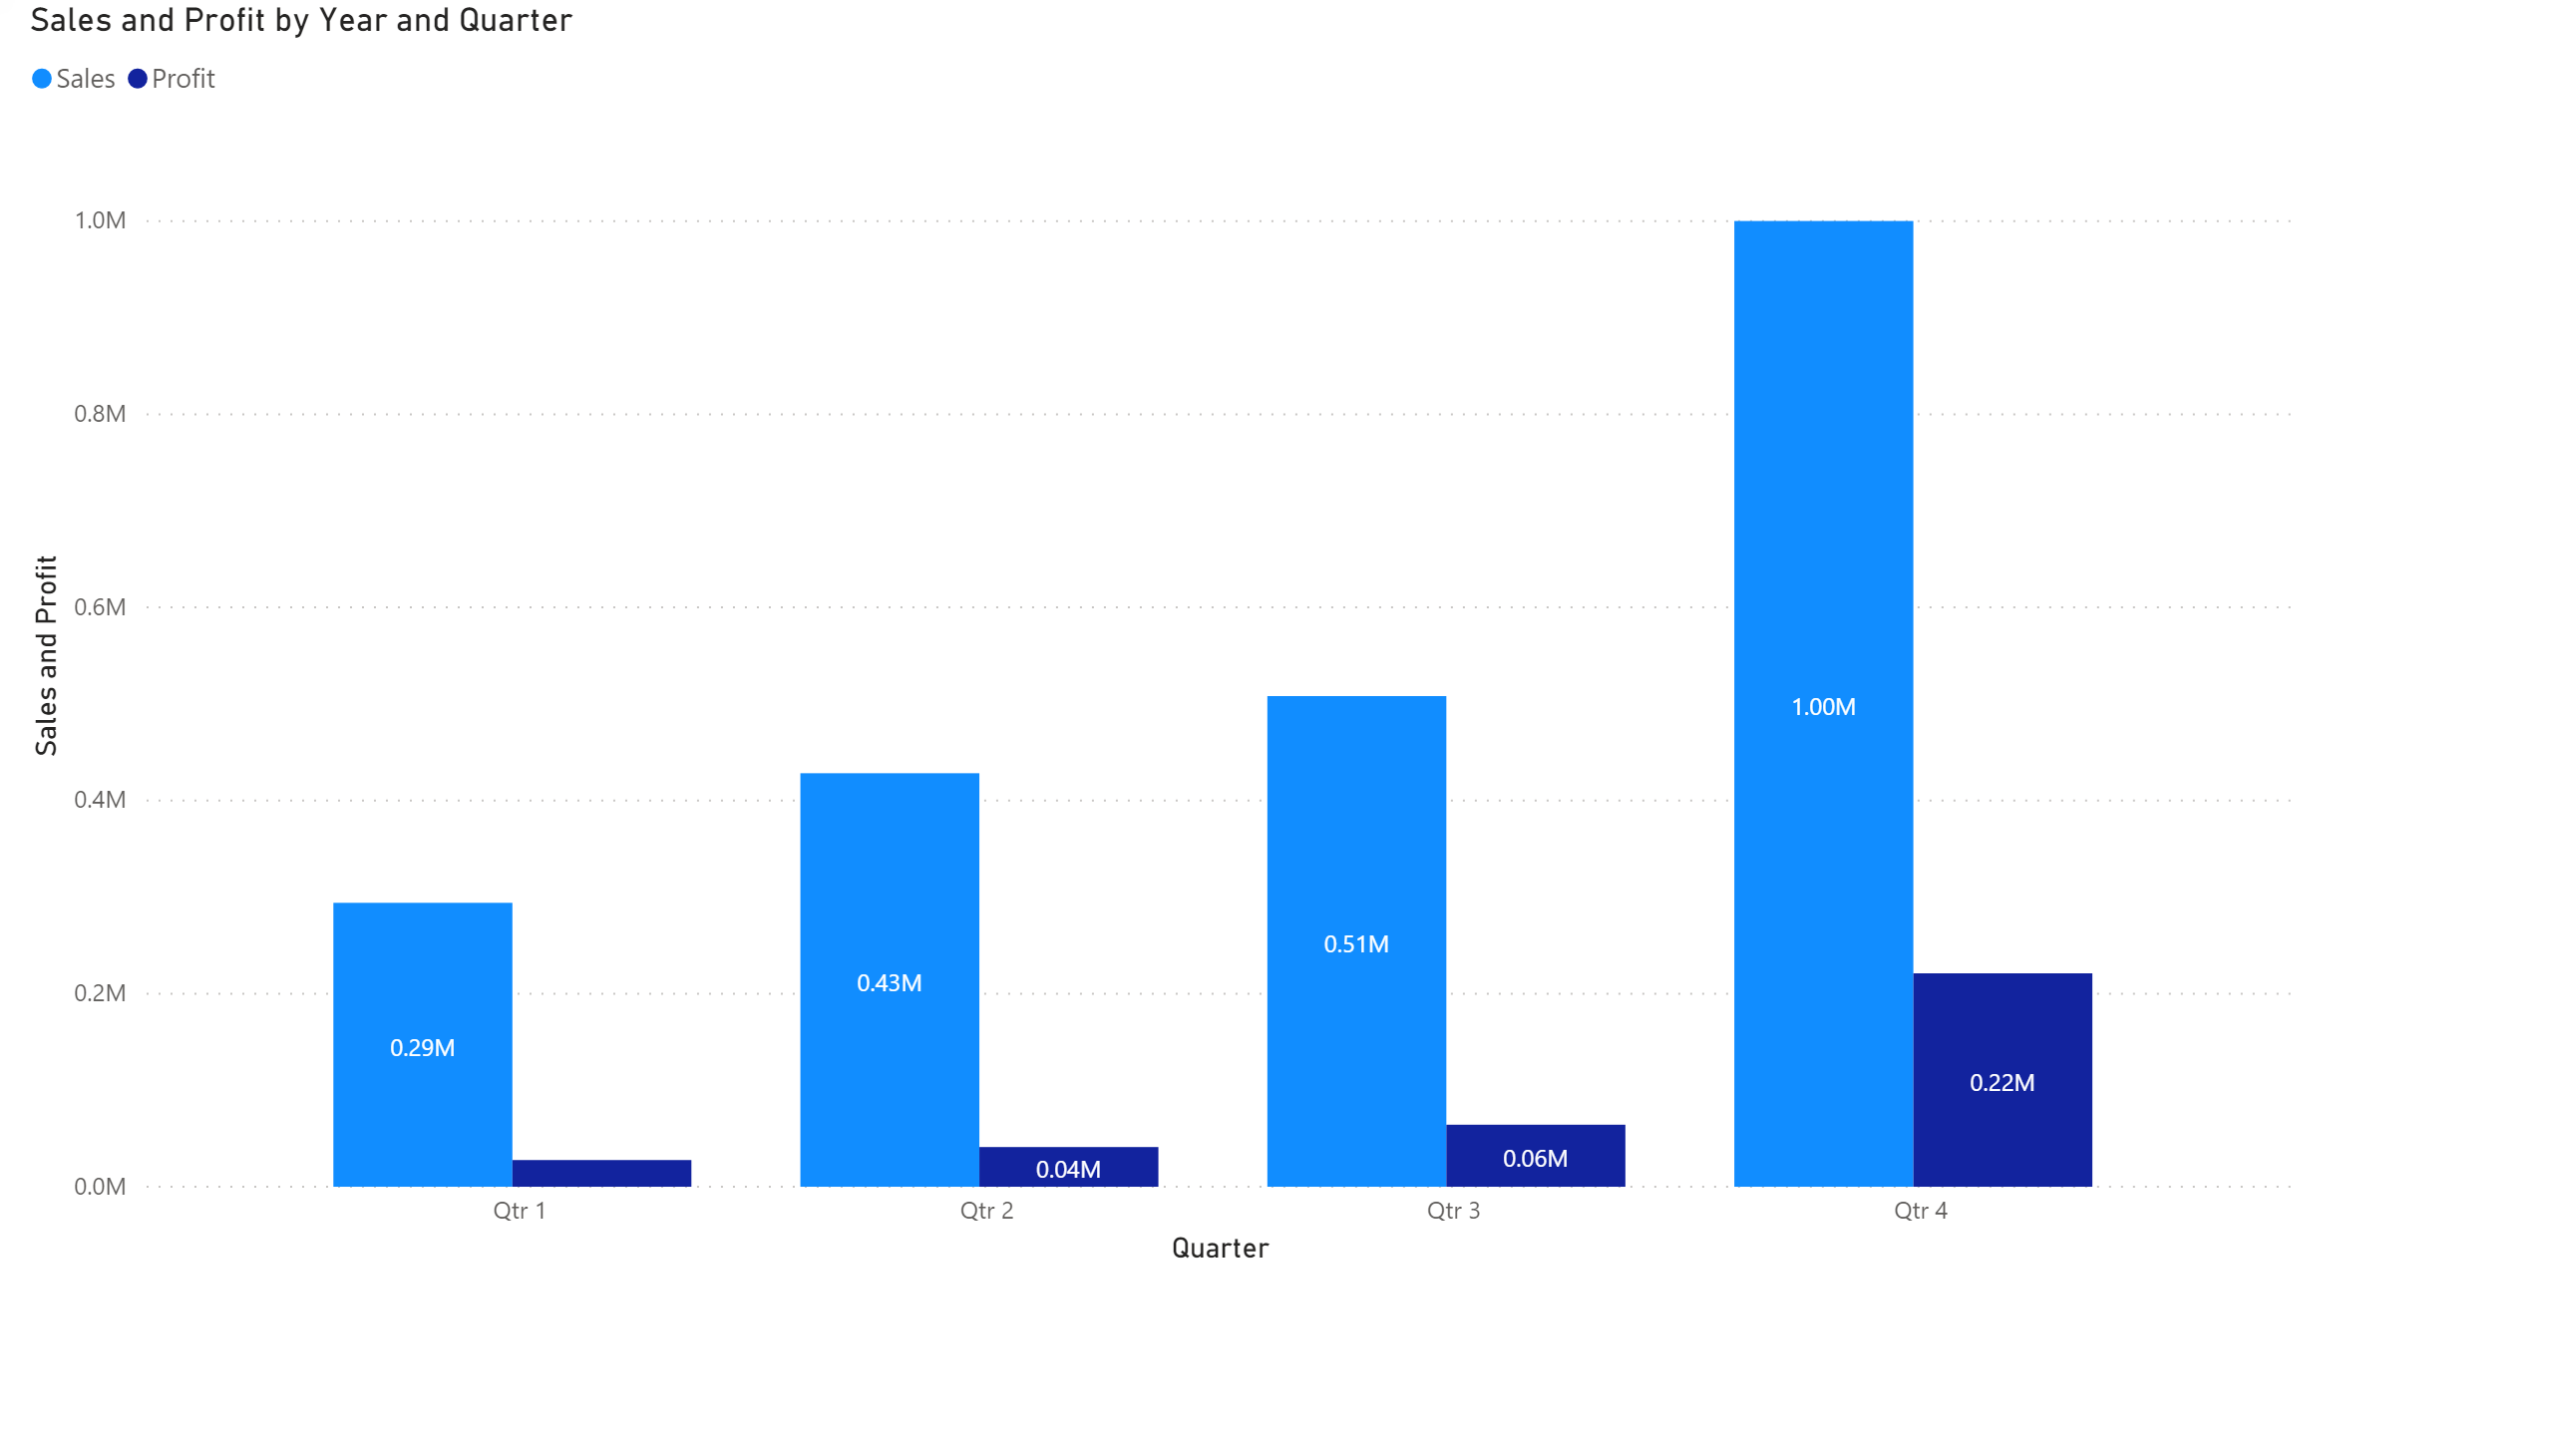 Sales and Profit by Year and Quarter
Sales Profit
1.0M
0.8M
0.6M
0.4M
0.2M
0.0M
Sales and Profit
0.29M
0.43M
0.04M
0.51M
0.06M
1.00M
0.22M
Qtr 1 Qtr 2 Qtr 3 Qtr 4
Quarter